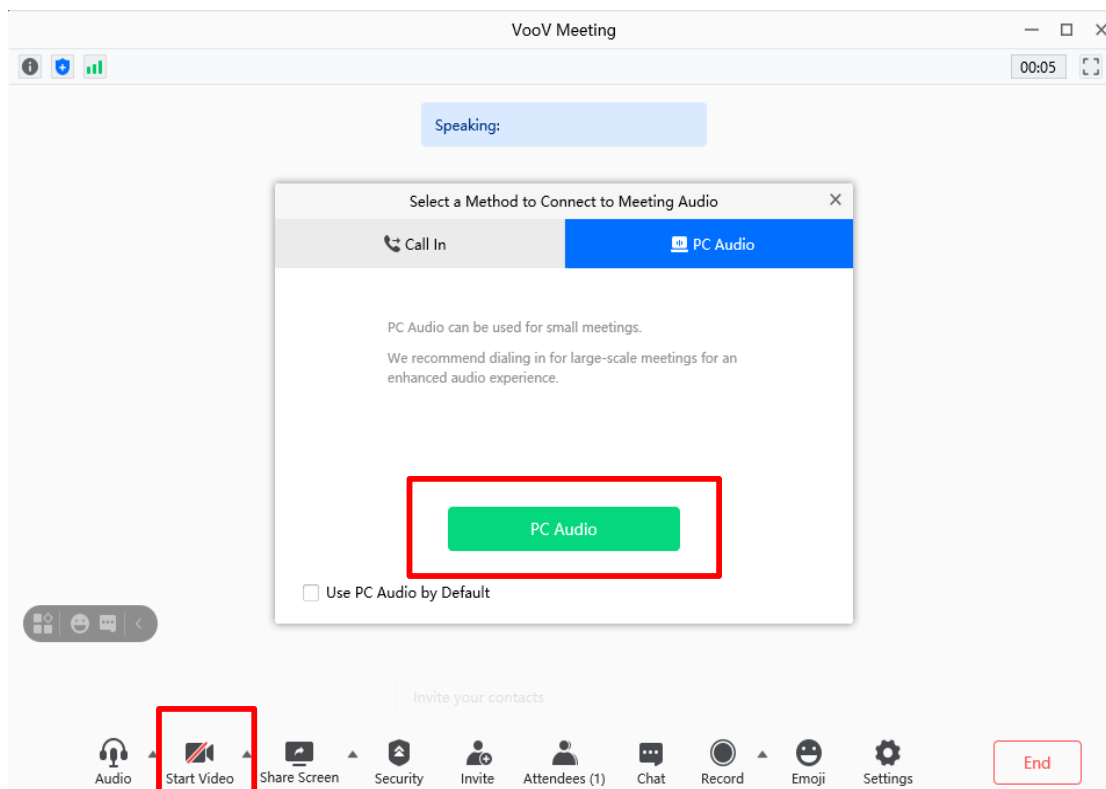 VooV Meeting
00:05
Speaking:
Select a Method to Connect to Meeting Audio
Call In
PC Audio
PC Audio can be used for small meetings.
We recommend dialing in for large-scale meetings for an
enhanced audio experience.
PC Audio
Use PC Audio by Default
Invite your contacts
Audio
Start Video
Share Screen
Security
Invite
Attendees (1)
Chat
Record
Emoji
Settings
End